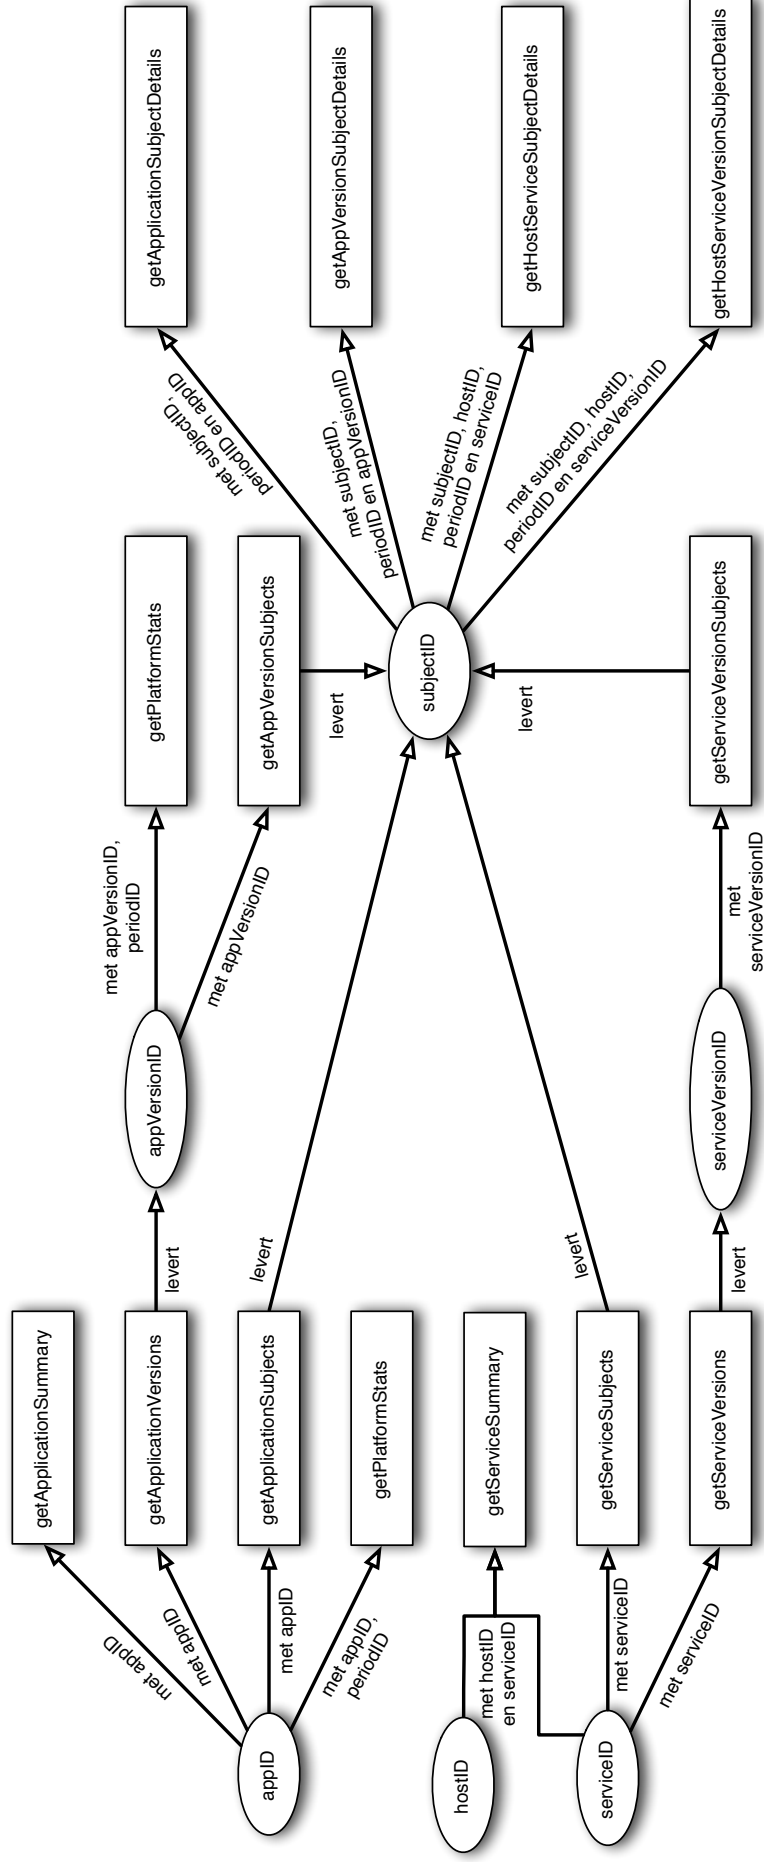 appID
hostID
serviceID
met appID
met appID
met appID
met appID,
periodID
met hostID
en serviceID
met serviceID
met serviceID
getApplicationSummary
getApplicationVersions
getApplicationSubjects
getPlatformStats
getServiceSummary
getServiceSubjects
getServiceVersions
levert
levert
levert
levert
appVersionID
serviceVersionID
met appVersionID,
periodID
met appVersionID
met
serviceVersionID
getPlatformStats
getAppVersionSubjects
levert
subjectID
levert
getServiceVersionSubjects
met subjectID,
periodID en appID
met subjectID,
periodID en appVersionID
met subjectID, hostID,
periodID en serviceID
met subjectID, hostID,
periodID en serviceVersionID
getApplicationSubjectDetails
getAppVersionSubjectDetails
getHostServiceSubjectDetails
getHostServiceVersionSubjectDetails